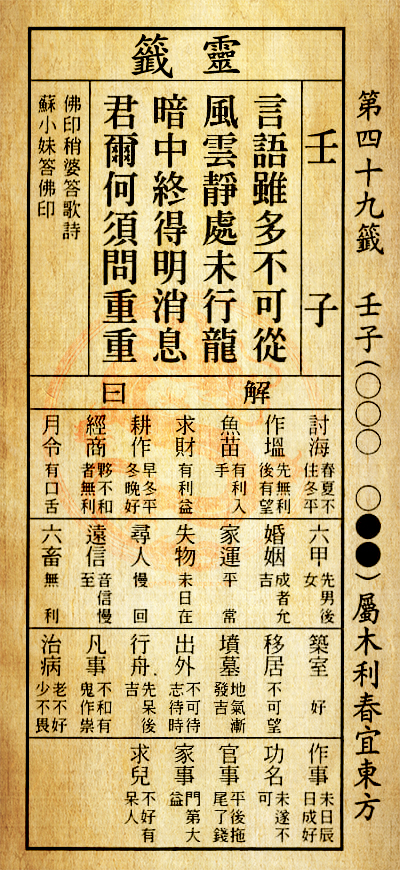 第四十九籤　壬子(○○○　○●●)屬木利春宜東方
靈籤
壬子
言語雖多不可從
風雲靜處未行龍
暗中終得明消息
君爾何須問重重
佛印稍婆答歌詩
蘇小妹答佛印
解曰
討海 春夏不住冬平
作塭 先無利後有望
魚苗 有利入手
求財 有利益
耕作 早冬平冬晚好
經商 夥不和者無利
月令 有口舌
六甲 先男後女
婚姻 成者允吉
家運 平常
失物 未日在
尋人 慢回
遠信 音信慢至
六畜 無利
築室 好
移居 不可望
墳墓 地氣漸發吉
出外 不可待志待時
行舟 先呆後吉
凡事 不和有鬼作祟
治病 老不好少不畏
作事 未日辰日成好
功名 未遂不可
官事 平後拖尾了錢
家事 門第大益
求兒 不好有呆人